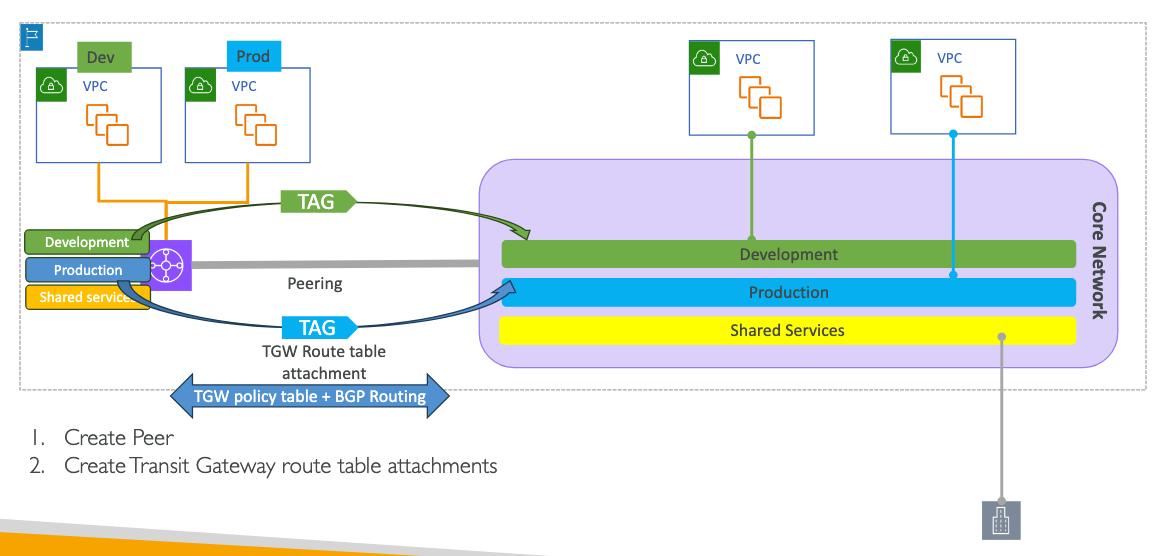 Dev
Prod
VPC
VPC
VPC
VPC
TAG
Development
Production
Shared service
Peering
TAG
TGW Route table
attachment
TGW policy table + BGP Routing
Development
Production
Shared Services
Core Network
1. Create Peer
2. Create Transit Gateway route table attachments